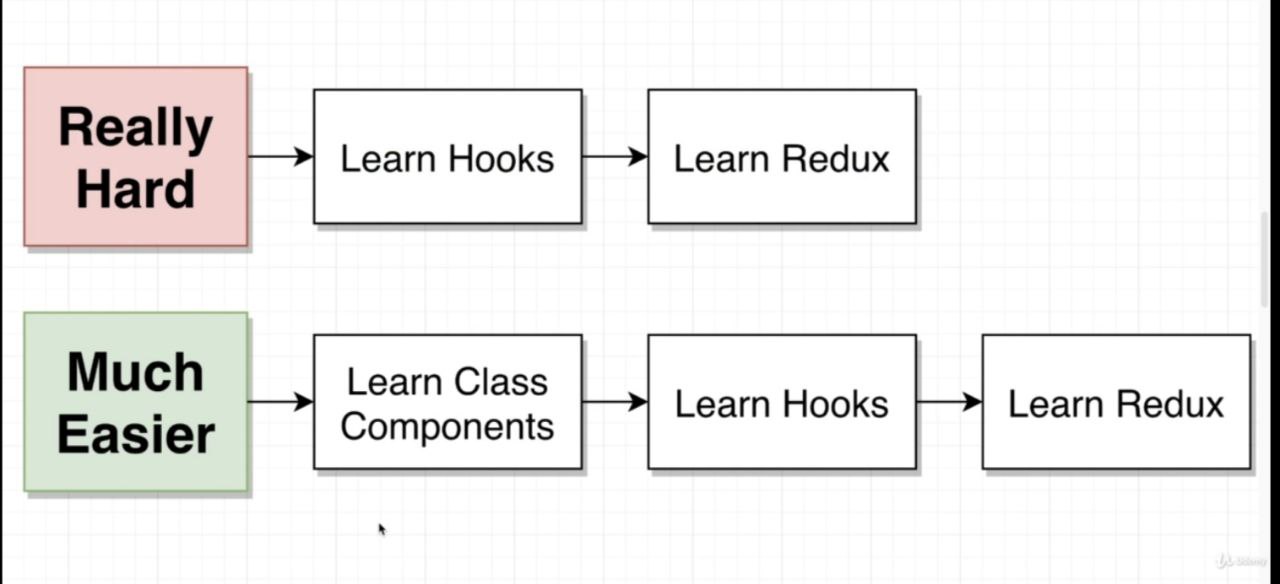 Really
Hard
Learn Hooks
Learn Redux
Much
Easier
Learn Class
Components
Learn Hooks
Learn Redux
Udemy